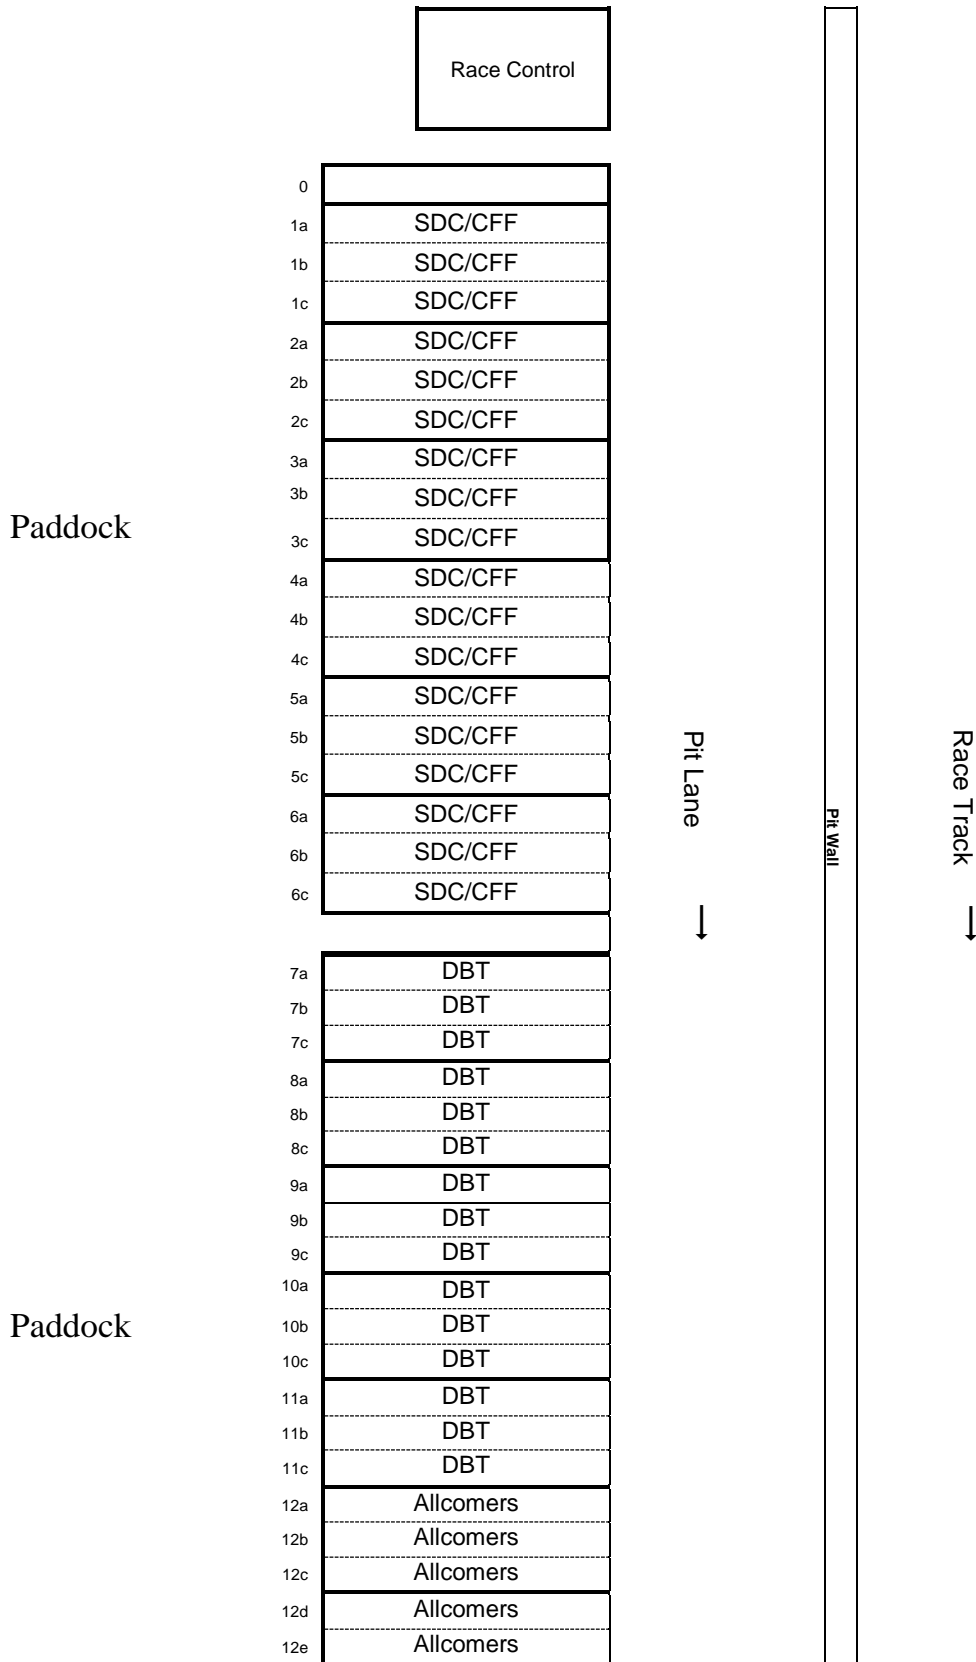 Race Control
0
1a SDC/CFF
1b SDC/CFF
1c SDC/CFF
2a SDC/CFF
2b SDC/CFF
2c SDC/CFF
3a SDC/CFF
3b SDC/CFF
Paddock
3c SDC/CFF
4a SDC/CFF
4b SDC/CFF
4c SDC/CFF
5a SDC/CFF
5b SDC/CFF
5c SDC/CFF
6a SDC/CFF
6b SDC/CFF
6c SDC/CFF
Pit Lane
Pit Wall
Race Track
7a DBT
7b DBT
7c DBT
8a DBT
8b DBT
8c DBT
9a DBT
9b DBT
9c DBT
10a DBT
Paddock
10b DBT
10c DBT
11a DBT
11b DBT
11c DBT
12a Allcomers
12b Allcomers
12c Allcomers
12d Allcomers
12e Allcomers